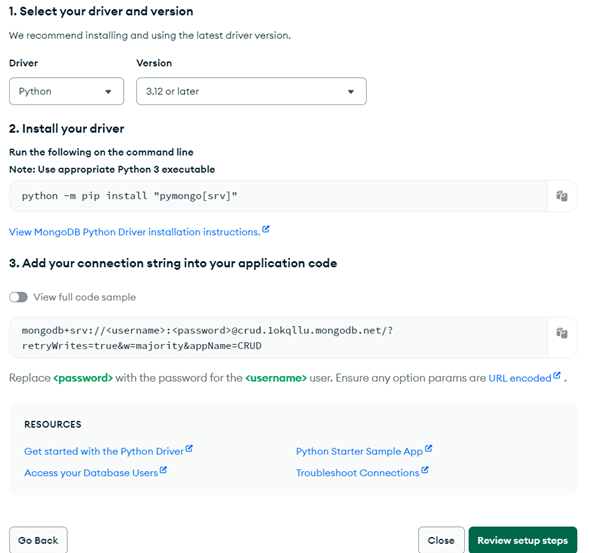 1. Select your driver and version
We recommend installing and using the latest driver version.
Driver Version
Python 3.12 or later
2. Install your driver
Run the following on the command line
Note: Use appropriate Python 3 executable
python -m pip install "pymongo[srv]"
View MongoDB Python Driver installation instructions.
3. Add your connection string into your application code
View full code sample
mongodb+srv://<username>:<password>@crud.1okqllu.mongodb.net/?
retryWrites=true&w=majority&appName=CRUD
Replace <password> with the password for the <username> user. Ensure any option params are URL encoded .
RESOURCES
Get started with the Python Driver Python Starter Sample App
Access your Database Users Troubleshoot Connections
Go Back Close Review setup steps